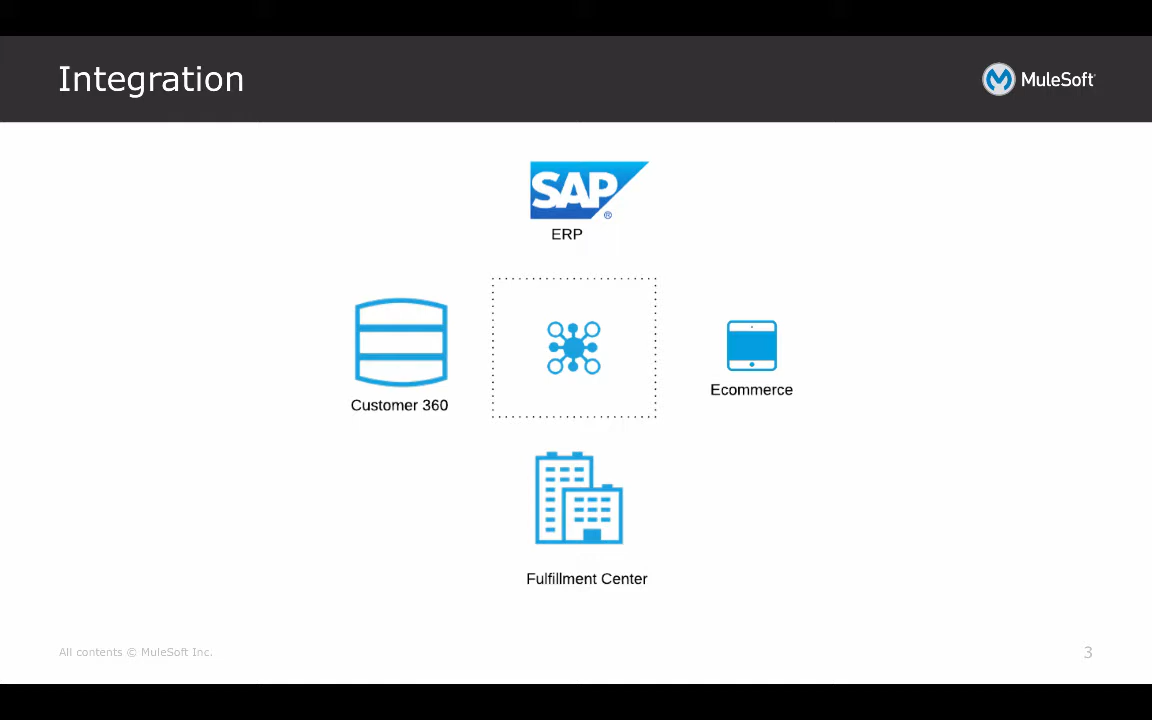 Integration
MuleSoft
SAP
®
ERP
Customer 360
Ecommerce
Fulfillment Center
All contents © MuleSoft Inc.
3